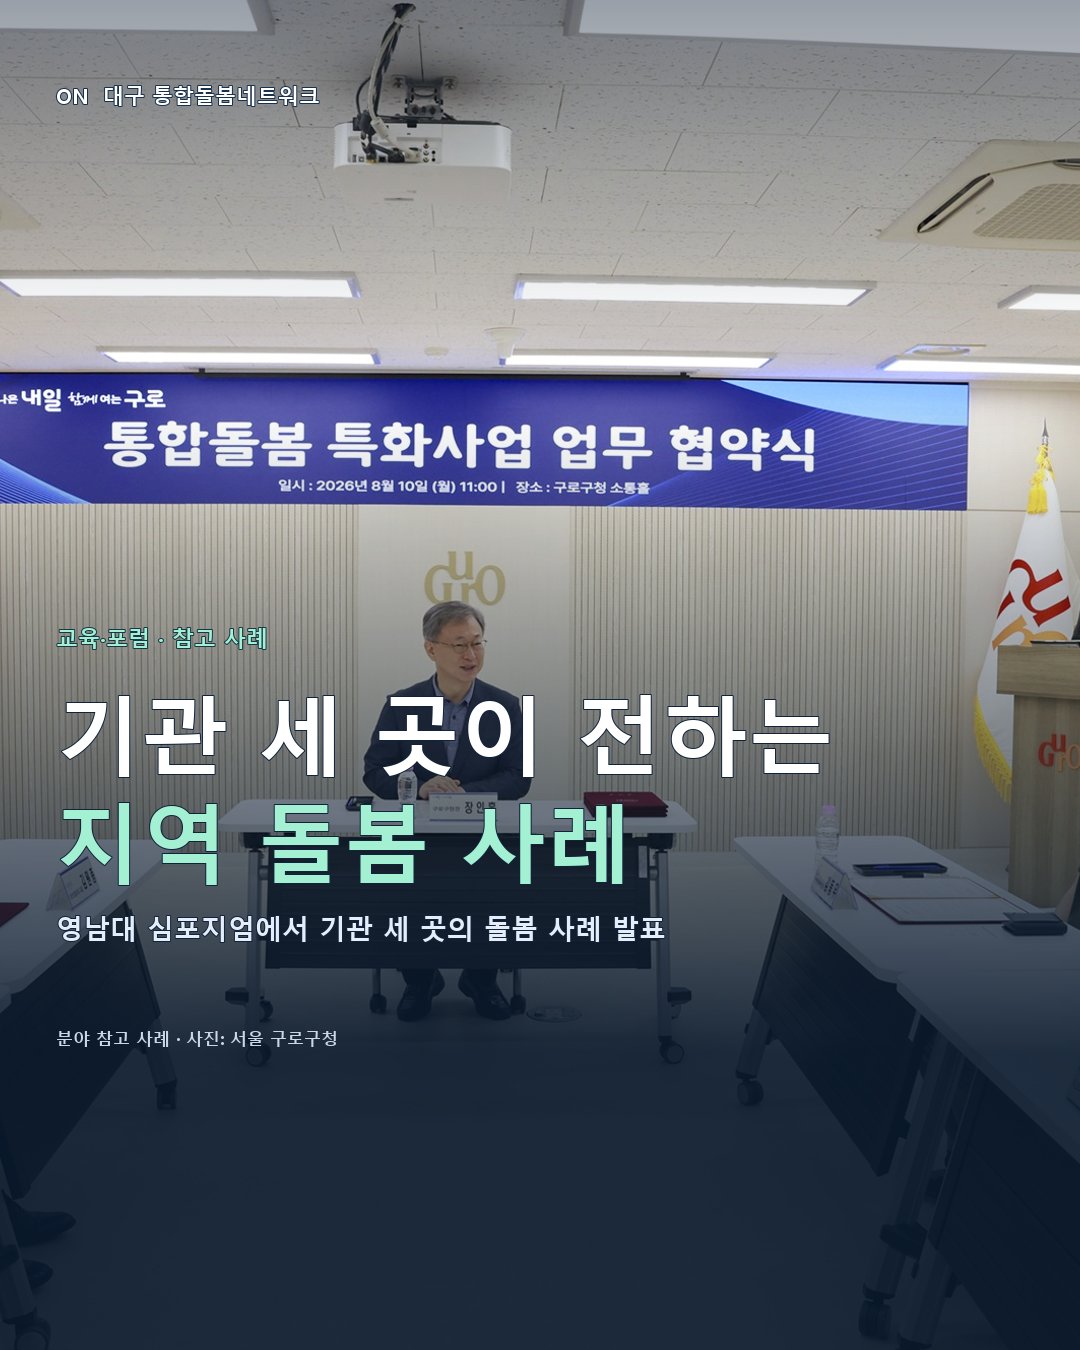 ON 대구 통합돌봄네트워크
내일 함께 여는 구로
통합돌봄 특화사업 업무 협약식
일시 : 2026년 8월 10일 (월) 11:00 | 장소 : 구로구청 소통홀
GURO
교육·포럼 · 참고 사례
기관 세 곳이 전하는
지역 돌봄 사례
영남대 심포지엄에서 기관 세 곳의 돌봄 사례 발표
분야 참고 사례 · 사진: 서울 구로구청